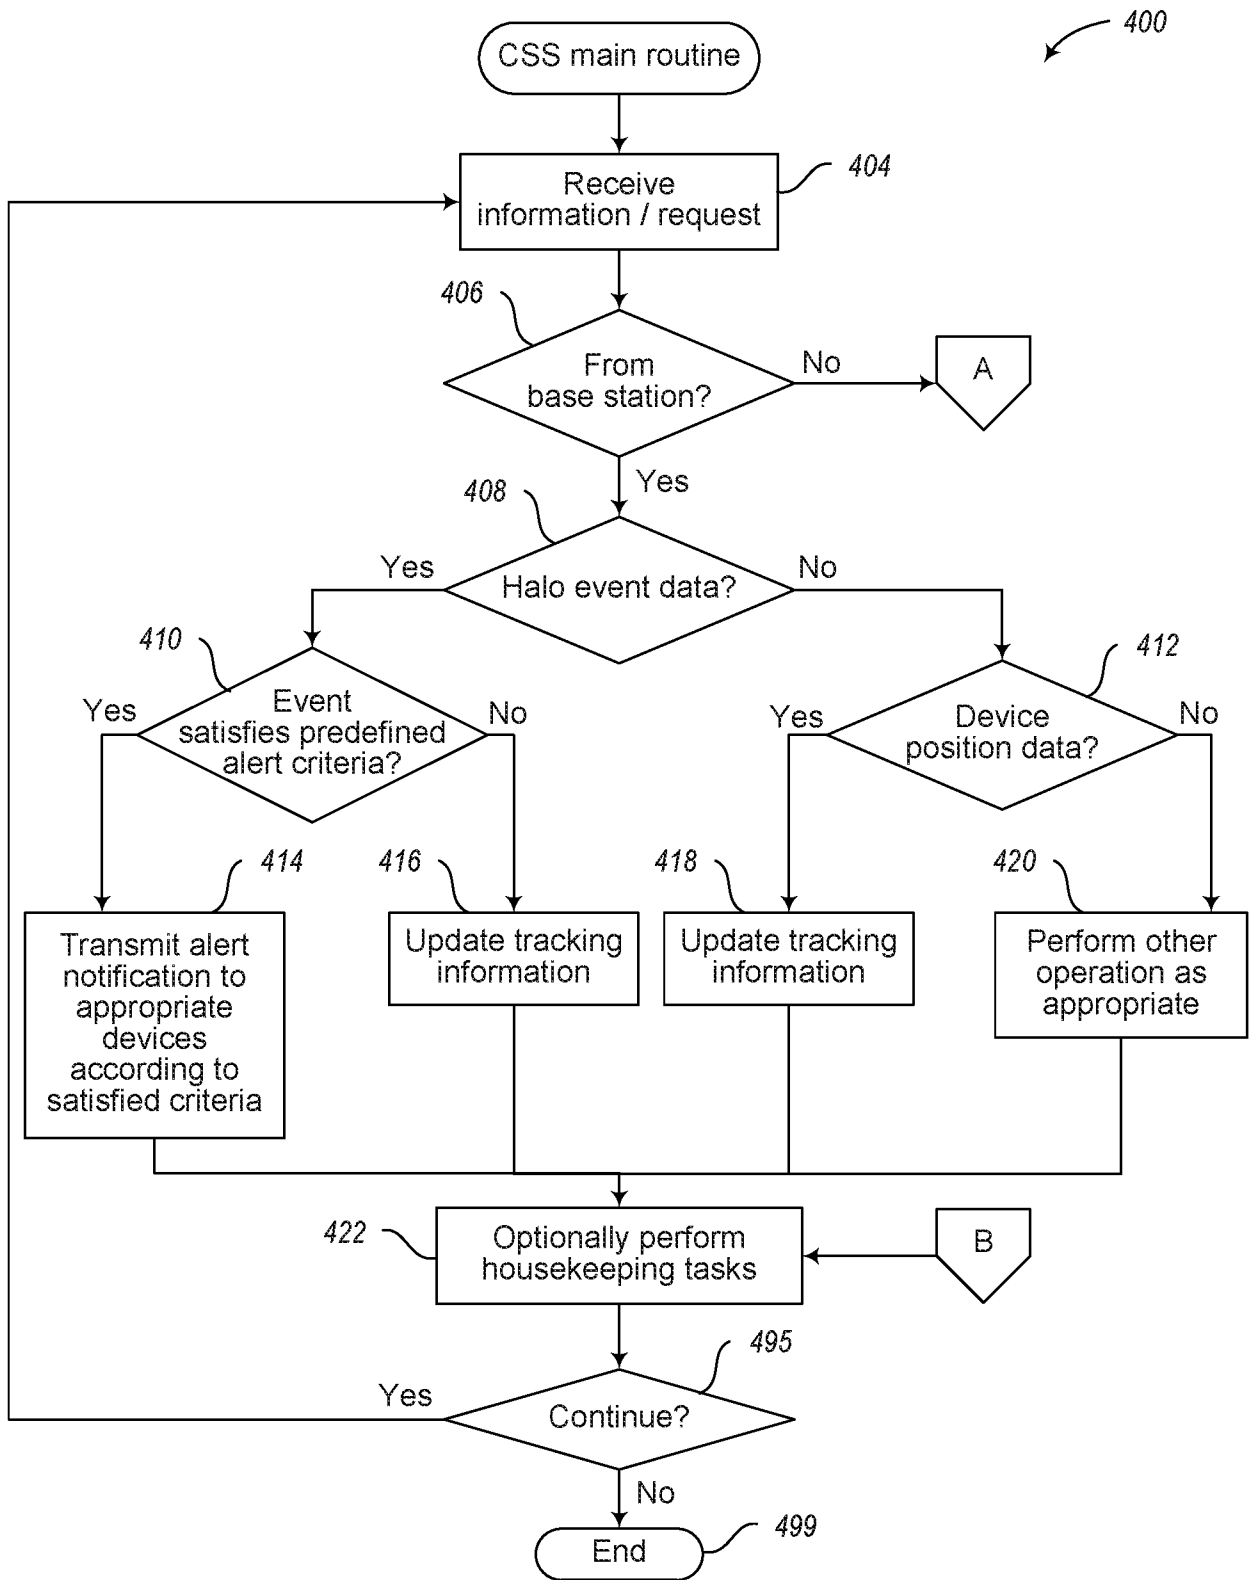 400
CSS main routine
404
Receive
information / request
406
From
base station?
No
A
Yes
408
Halo event data?
Yes
No
410
Event
satisfies predefined
alert criteria?
Yes
No
412
Device
position data?
Yes
No
414
Transmit alert
notification to
appropriate
devices
according to
satisfied criteria
416
Update tracking
information
418
Update tracking
information
420
Perform other
operation as
appropriate
422
Optionally perform
housekeeping tasks
B
495
Continue?
Yes
No
End
499